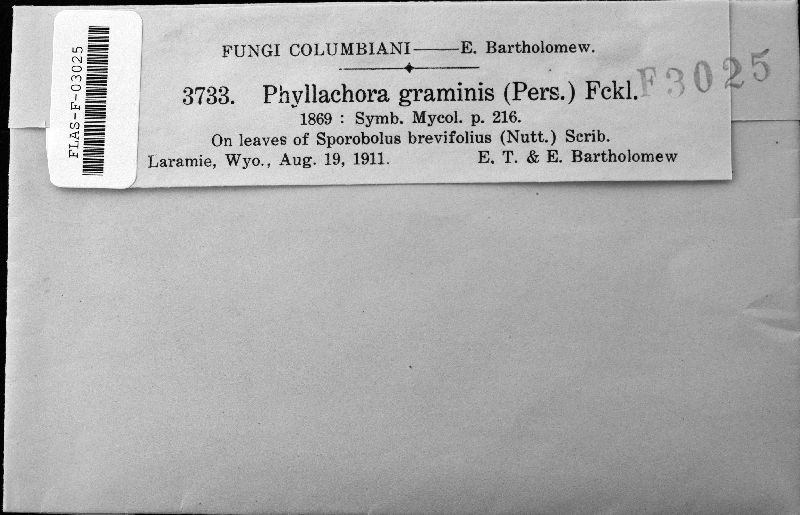 FLAS-F-03025
FUNGI COLUMBIANI——E. Bartholomew.
3733. Phyllachora graminis (Pers.) Fckl.
F3025
1869 : Symb. Mycol. p. 216.
On leaves of Sporobolus brevifolius (Nutt.) Scrib.
Laramie, Wyo., Aug. 19, 1911. E. T. & E. Bartholomew